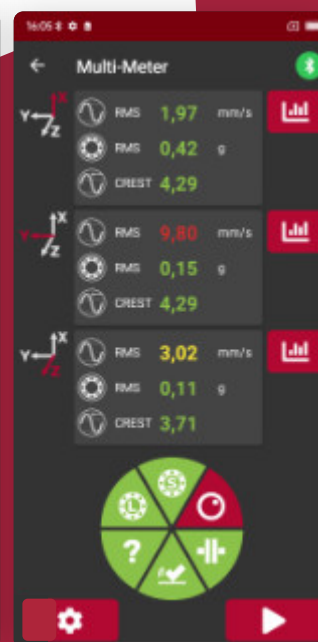 16:05
Multi-Meter
X
Y
Z
RMS 1,97 mm/s
RMS 0,42 g
CREST 4,29
X
Y
Z
RMS 9,80 mm/s
RMS 0,15 g
CREST 4,29
X
Y
Z
RMS 3,02 mm/s
RMS 0,11 g
CREST 3,71
S
L
?